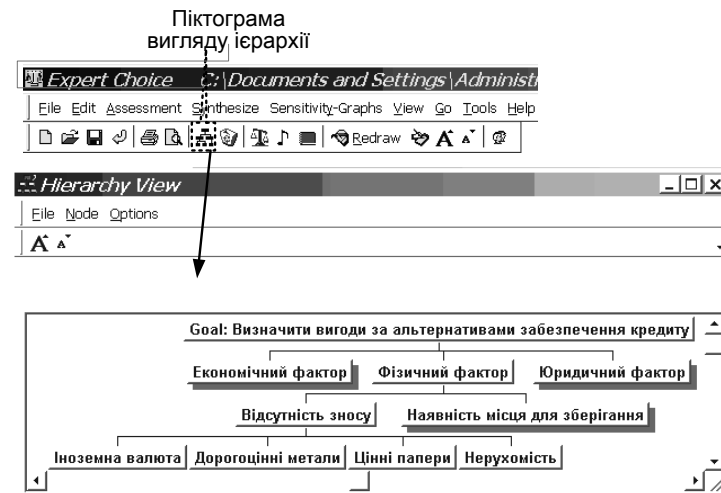 Піктограма
вигляду ієрархії
Expert Choice C:\Documents and Settings\Administ
File Edit Assessment Synthesize Sensitivity-Graphs View Go Tools Help
Redraw A A
Hierarchy View
File Node Options
A A
Goal: Визначити вигоди за альтернативами забезпечення кредиту
Економічний фактор Фізичний фактор Юридичний фактор
Відсутність зносу Наявність місця для зберігання
Іноземна валюта Дорогоцінні метали Цінні папери Нерухомість